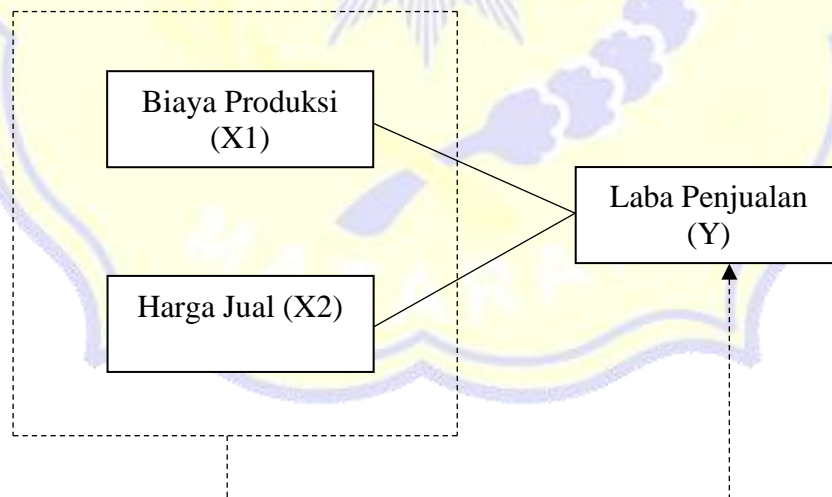 Biaya Produksi
(X1)
Laba Penjualan
(Y)
Harga Jual (X2)